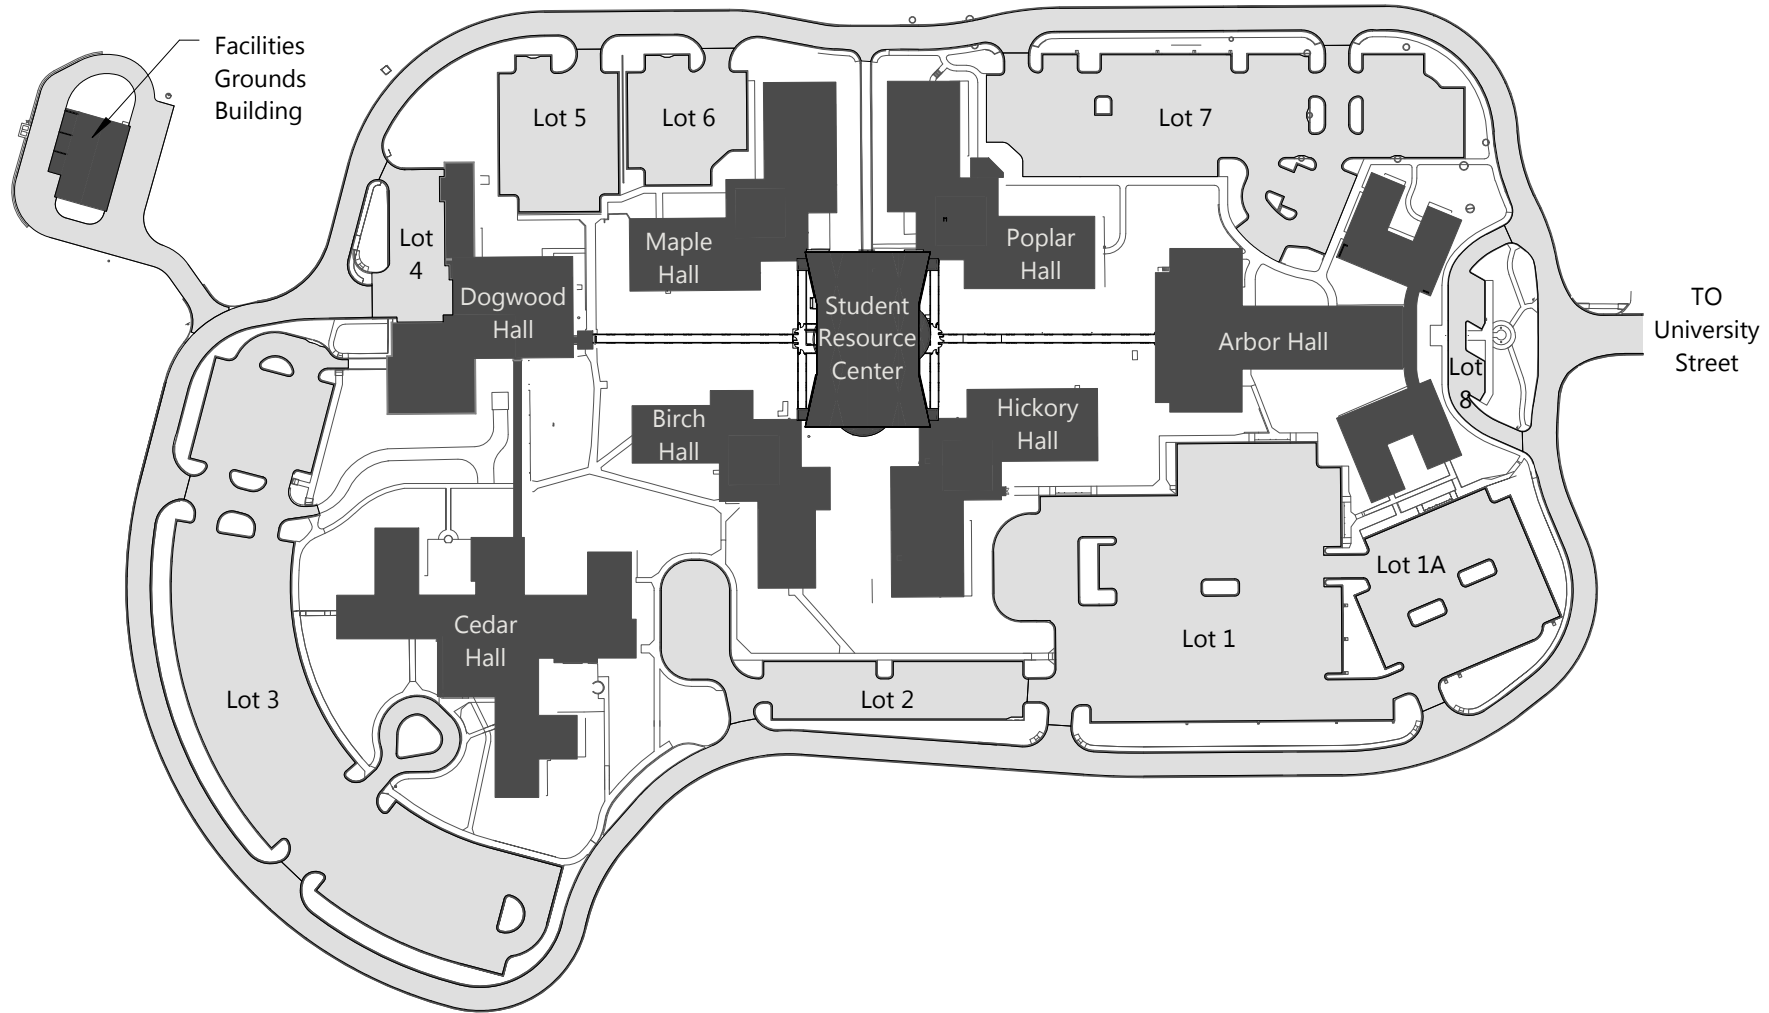 Facilities
Grounds
Building
Lot 5
Lot 6
Lot 7
Lot
4
Maple
Hall
Poplar
Hall
Dogwood
Hall
Student
Resource
Center
Arbor Hall
TO
University
Street
Lot
8
Birch
Hall
Hickory
Hall
Lot 1A
Cedar
Hall
Lot 1
Lot 3
Lot 2